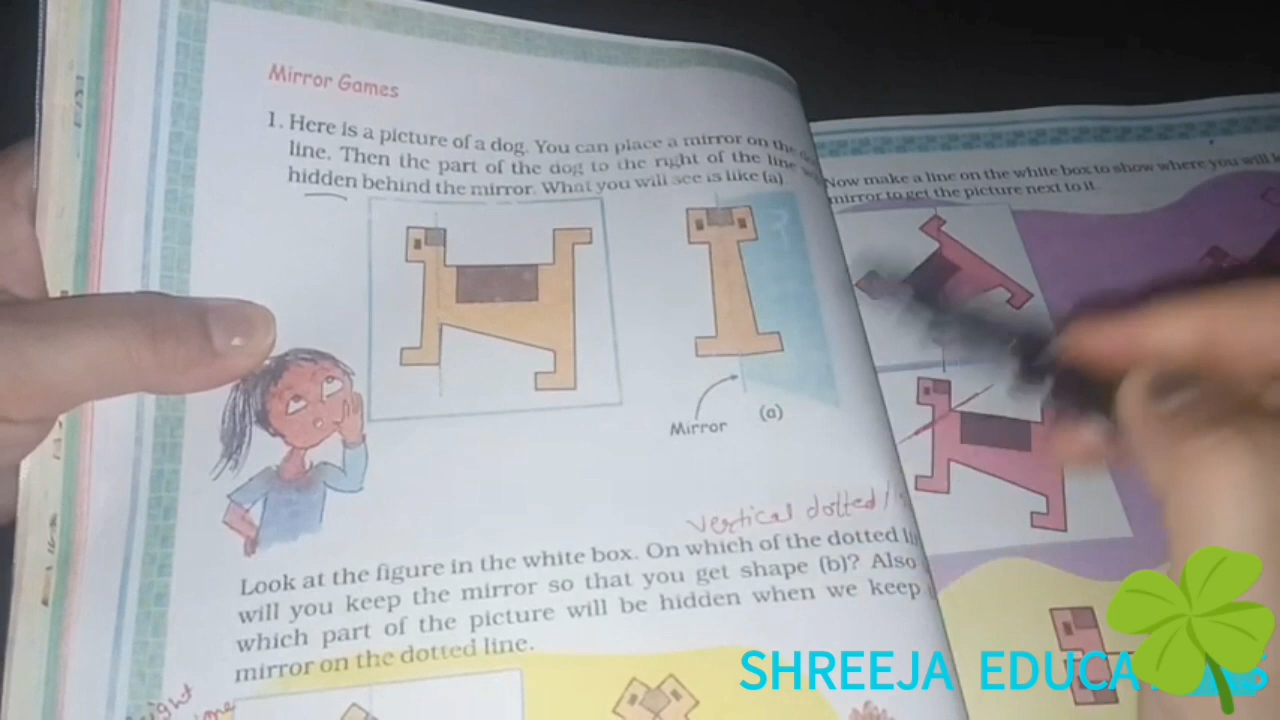 Mirror Games
1. Here is a picture of a dog. You can place a mirror on the
line. Then the part of the dog to the right of the line
hidden behind the mirror. What you will see is like (a)
Mirror
(a)
vertical dotted
Look at the figure in the white box. On which of the dotted
will you keep the mirror so that you get shape (b)? Also
which part of the picture will be hidden when we keep
mirror on the dotted line.
Now make a line on the white box to show where you will
mirror to get the picture next to it
SHREEJA EDUCA